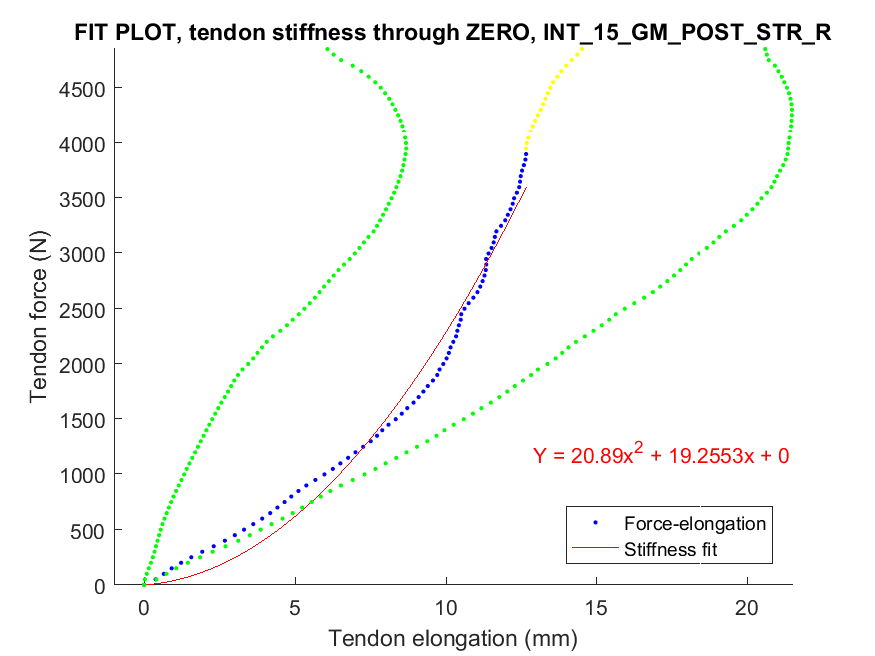 FIT PLOT, tendon stiffness through ZERO, INT_15_GM_POST_STR_R
Tendon force (N)
4500
4000
3500
3000
2500
2000
1500
1000
500
0
Y = 20.89x² + 19.2553x + 0
Force-elongation
Stiffness fit
0 5 10 15 20
Tendon elongation (mm)